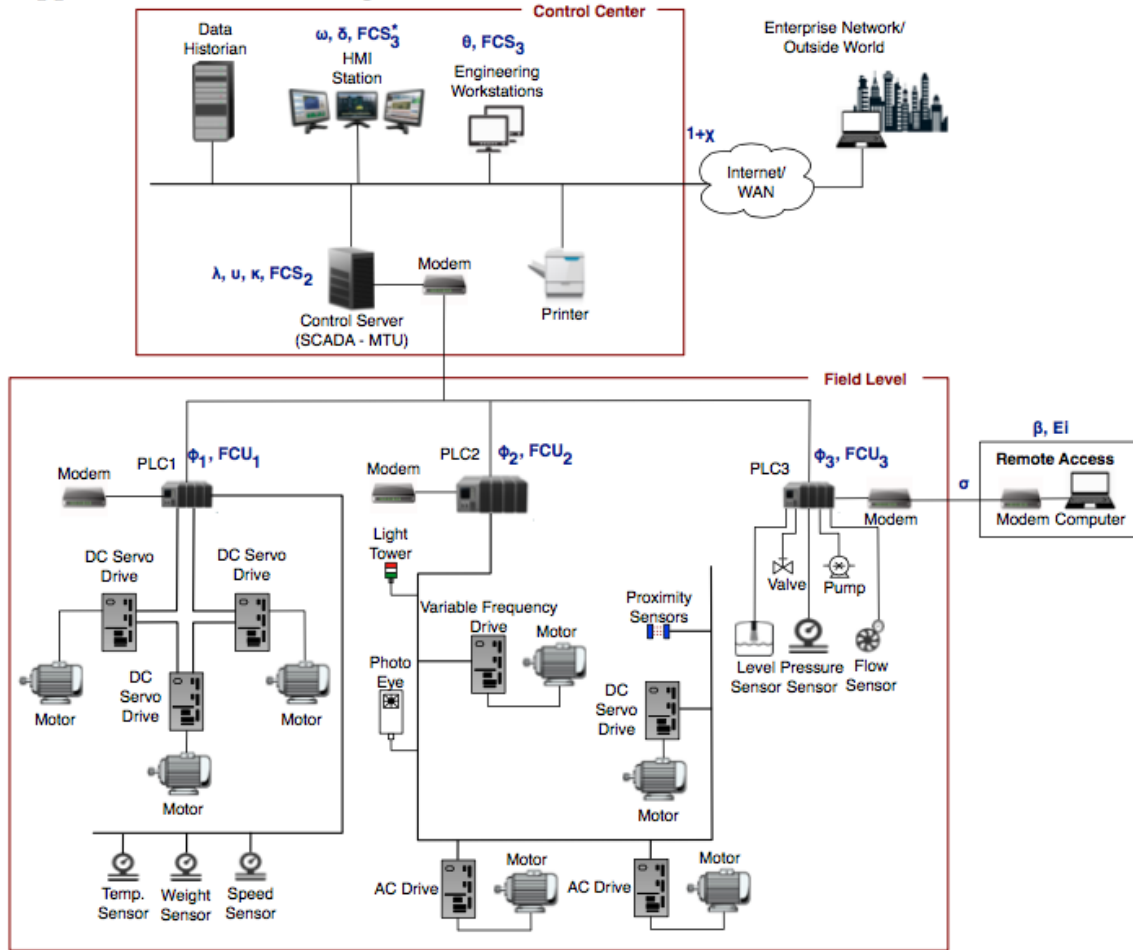 Control Center
Data
Historian
ω, δ, FCS₃*
HMI
Station
θ, FCS₃
Engineering
Workstations
Enterprise Network/
Outside World
1+χ
Internet/
WAN
λ, υ, κ, FCS₂
Modem
Control Server
(SCADA - MTU)
Printer
Field Level
PLC1
Φ₁, FCU₁
Modem
PLC2
Φ₂, FCU₂
Modem
PLC3
Φ₃, FCU₃
Modem
σ
β, Ei
Remote Access
Modem
Computer
DC Servo
Drive
DC Servo
Drive
Motor
DC
Servo
Drive
Motor
Motor
Temp.
Sensor
Weight
Sensor
Speed
Sensor
Light
Tower
Variable Frequency
Drive
Motor
Photo
Eye
Proximity
Sensors
DC
Servo
Drive
Motor
AC Drive
Motor
AC Drive
Motor
Valve
Pump
Level
Sensor
Pressure
Sensor
Flow
Sensor